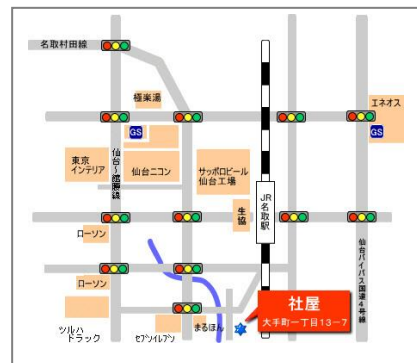 名取村田線
極楽湯
エネオス
GS
GS
東京
インテリア
仙台ニコン
サッポロビール
仙台工場
仙台~館腰線
JR名取駅
生協
ローソン
仙台バイパス国道4号線
ローソン
社屋
大手町一丁目13-7
ツルハ
ドラック
セブンイレブン
まるほん